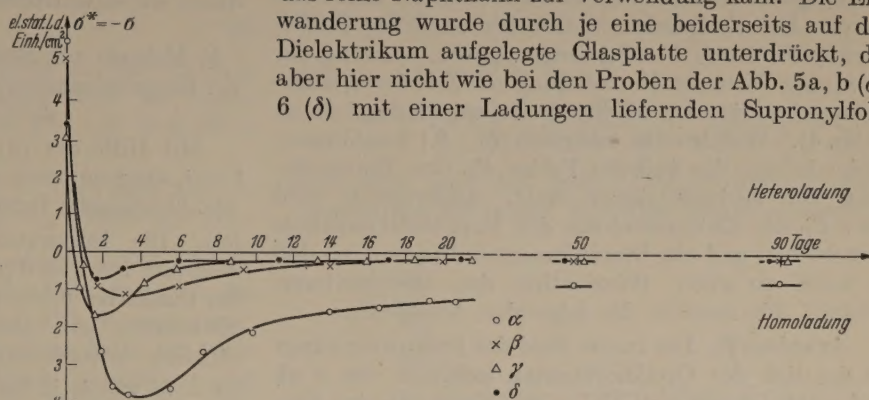 wanderung wurde durch je eine beiderseits auf
Dielektrikum aufgelegte Glasplatte unterdrückt,
aber hier nicht wie bei den Proben der Abb. 5a, b
6 (δ) mit einer Ladungen liefernden
el.stat.l.d.
Einh/cm²
σ* = −σ
5
4
3
2
1
0
1
2
3
2 4 6 8 10 12 14 16 18 20 50 90 Tage
Heteroladung
Homoladung
α
β
γ
δ